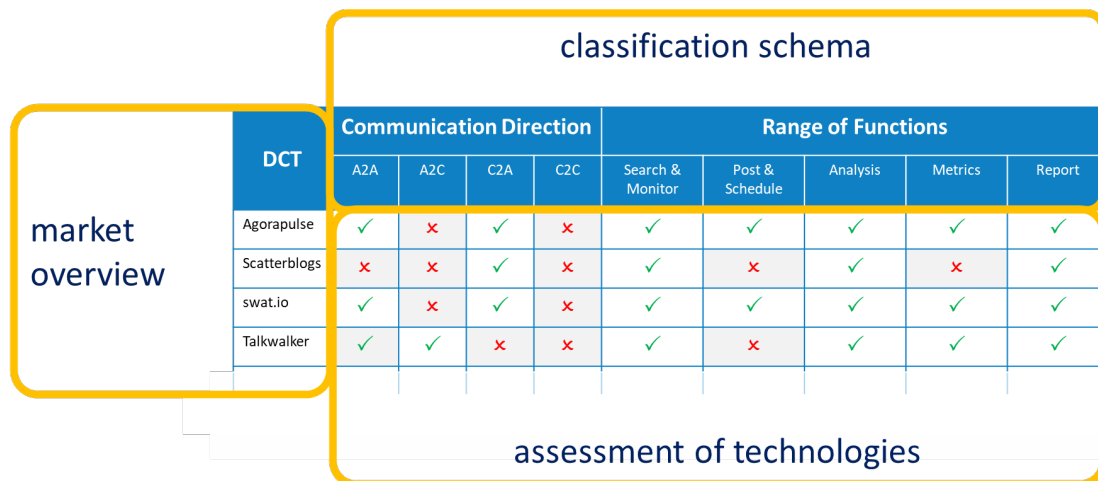 classification schema
DCT
Communication Direction
Range of Functions
A2A
A2C
C2A
C2C
Search &
Monitor
Post &
Schedule
Analysis
Metrics
Report
market
overview
Agorapulse ✓ ✗ ✓ ✗ ✓ ✓ ✓ ✓ ✓
Scatterblogs ✗ ✗ ✓ ✗ ✓ ✗ ✓ ✗ ✓
swat.io ✓ ✗ ✓ ✗ ✓ ✓ ✓ ✓ ✓
Talkwalker ✓ ✓ ✗ ✗ ✓ ✗ ✓ ✓ ✓
assessment of technologies